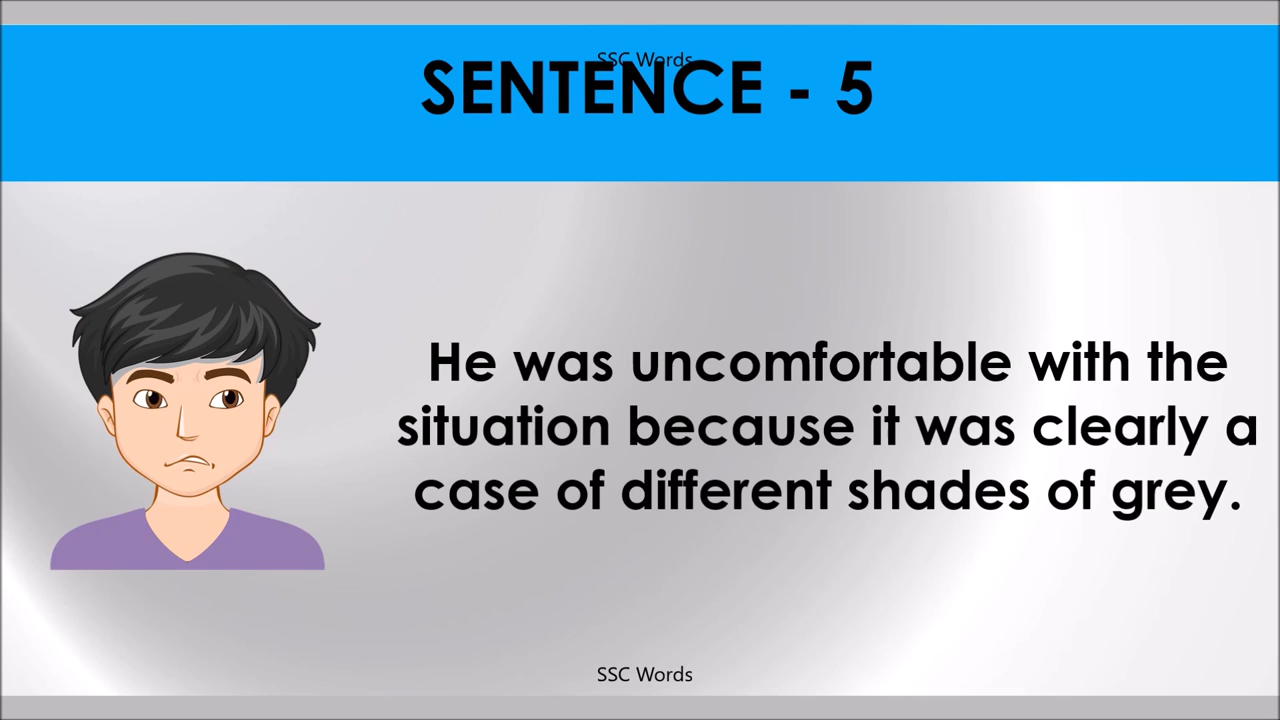 SSC Words
SENTENCE - 5
He was uncomfortable with the
situation because it was clearly a
case of different shades of grey.
SSC Words